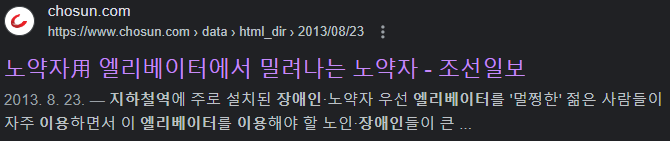 chosun.com
https://www.chosun.com › data › html_dir › 2013/08/23
노약자用 엘리베이터에서 밀려나는 노약자 - 조선일보
2013. 8. 23. — 지하철역에 주로 설치된 장애인·노약자 우선 엘리베이터를 '멀쩡한' 젊은 사람들이
자주 이용하면서 이 엘리베이터를 이용해야 할 노인·장애인들이 큰 ...